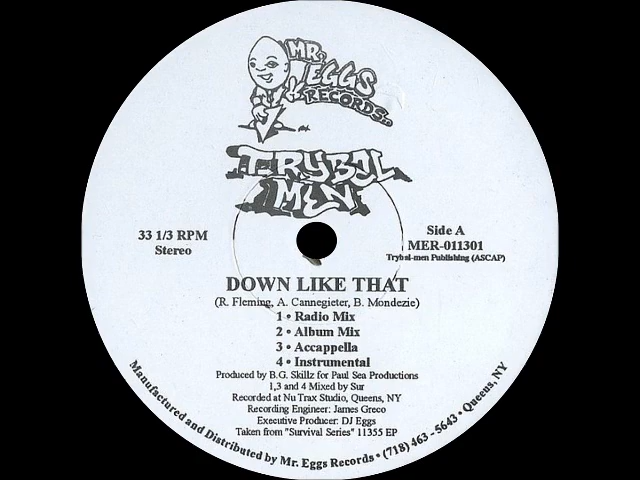 MR. EGGS RECORDS
TRYBAL
MEN
33 1/3 RPM
Stereo
Side A
MER-011301
Trybal-men Publishing (ASCAP)
DOWN LIKE THAT
(R. Fleming, A. Cannegieter, B. Mondezie)
1 • Radio Mix
2 • Album Mix
3 • Accappella
4 • Instrumental
Produced by B.G. Skillz for Paul Sea Productions
1,3 and 4 Mixed by Sur
Recorded at Nu Trax Studio, Queens, NY
Recording Engineer: James Greco
Executive Producer: DJ Eggs
Taken from "Survival Series" 11355 EP
Manufactured and Distributed by Mr. Eggs Records • (718) 463 - 5643 • Queens, NY